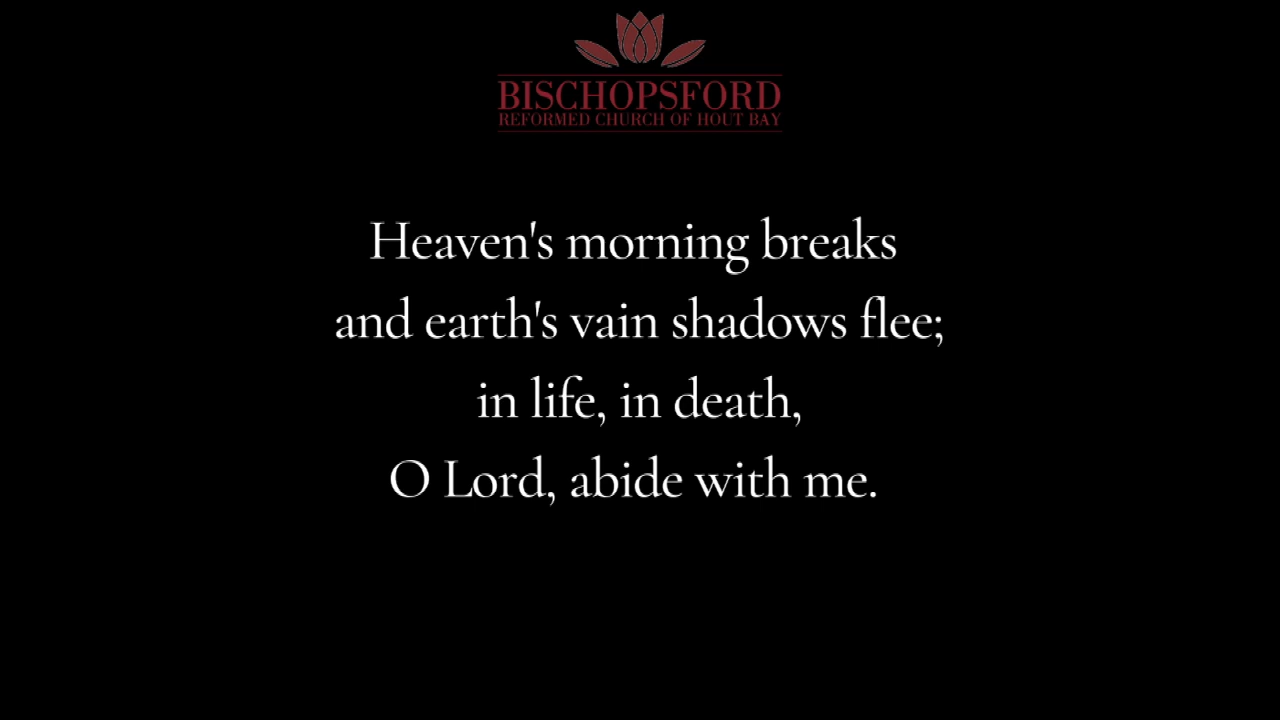 BISCHOPSFORD
REFORMED CHURCH OF HOUT BAY
Heaven's morning breaks
and earth's vain shadows flee;
in life, in death,
O Lord, abide with me.